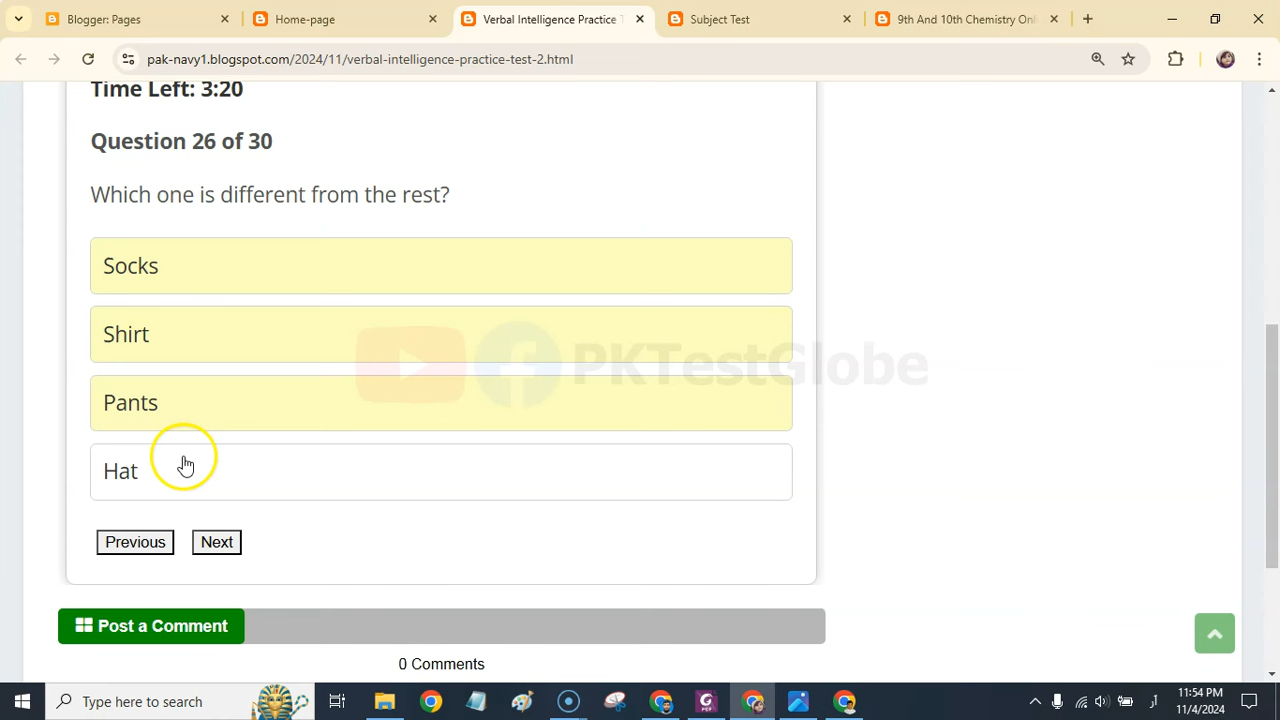 Blogger: Pages
Home-page
Verbal Intelligence Practice T
Subject Test
9th And 10th Chemistry Onl
pak-navy1.blogspot.com/2024/11/verbal-intelligence-practice-test-2.html
Time Left: 3:20
Question 26 of 30
Which one is different from the rest?
Socks
Shirt
PKTestGlobe
Pants
Hat
Previous
Next
Post a Comment
0 Comments
Type here to search
11:54 PM
11/4/2024